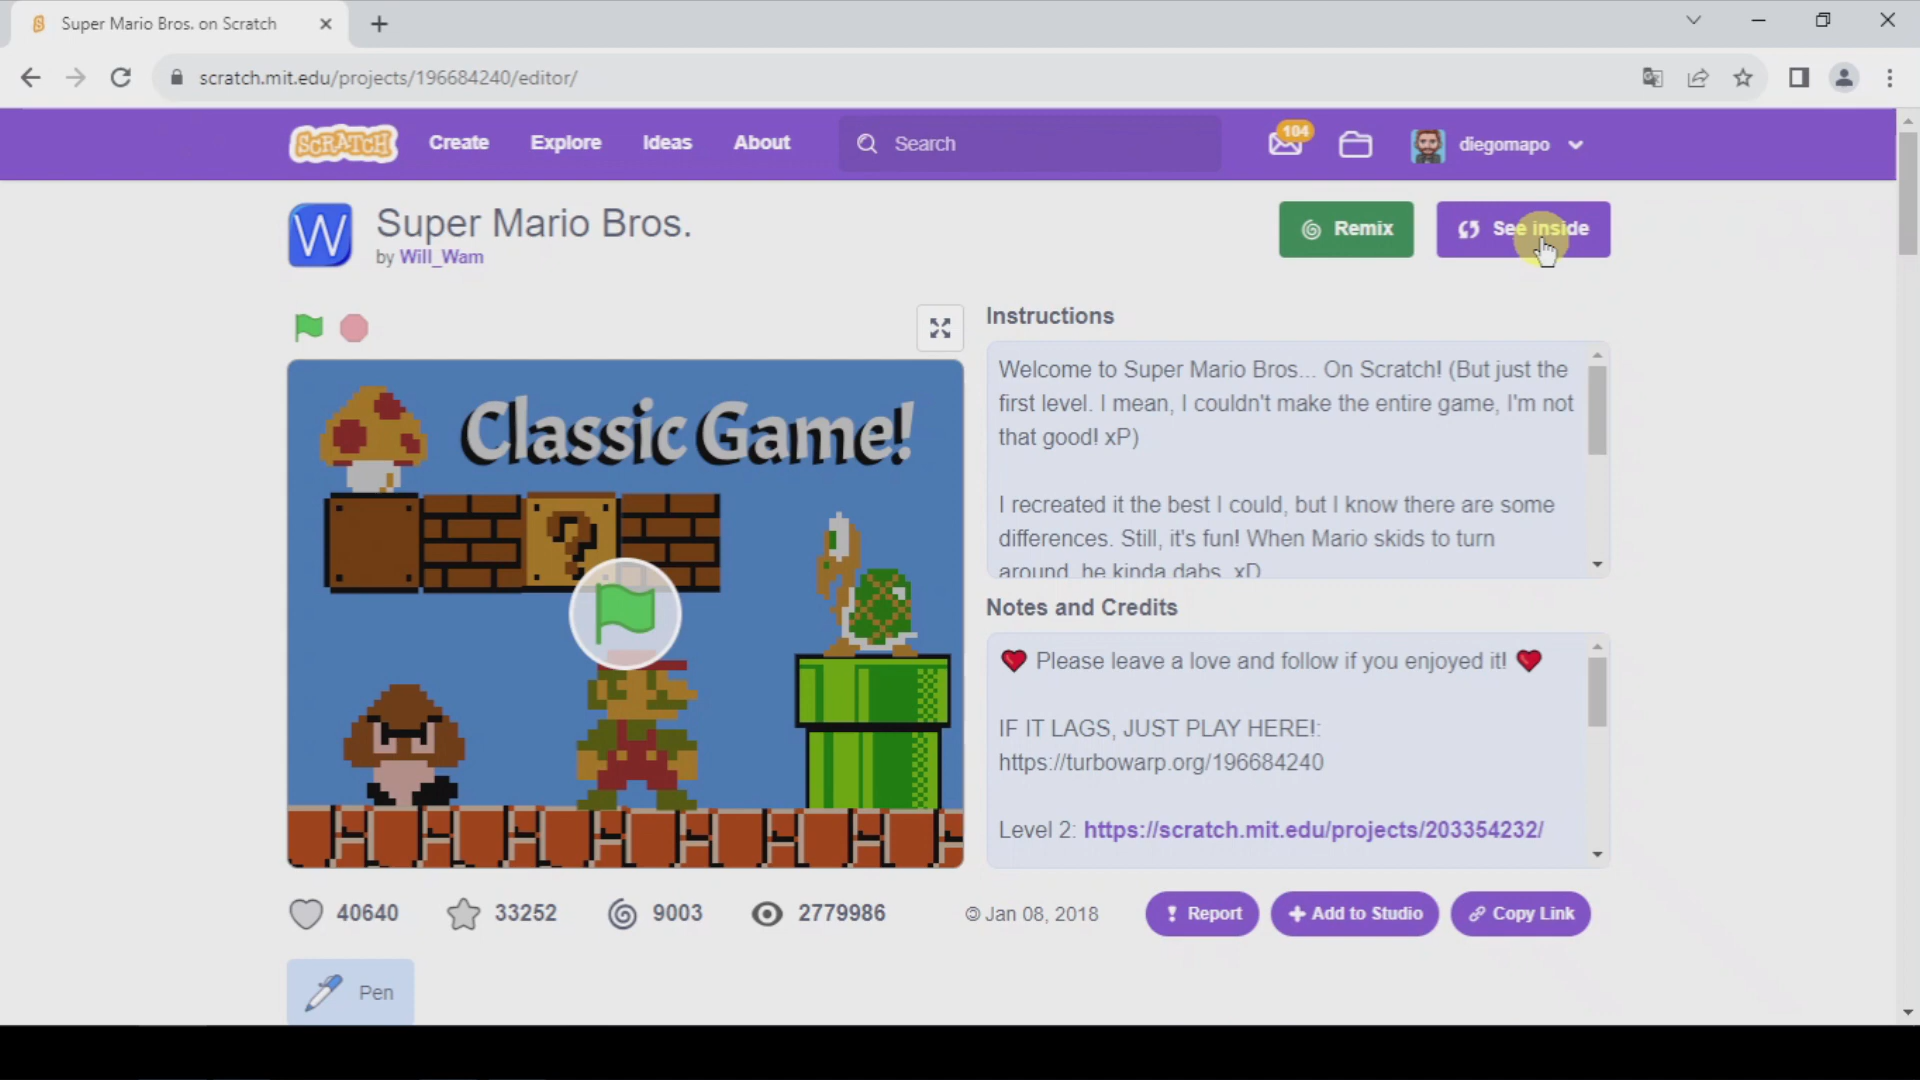 Super Mario Bros. on Scratch
scratch.mit.edu/projects/196684240/editor/
SCRATCH
Create
Explore
Ideas
About
Search
104
diegomapo
W
Super Mario Bros.
by Will_Wam
Remix
See inside
Classic Game!
?
Instructions
Welcome to Super Mario Bros... On Scratch! (But just the
first level. I mean, I couldn't make the entire game, I'm not
that good! xP)
I recreated it the best I could, but I know there are some
differences. Still, it's fun! When Mario skids to turn
around, he kinda dabs. xD
Notes and Credits
Please leave a love and follow if you enjoyed it!
IF IT LAGS, JUST PLAY HERE!:
https://turbowarp.org/196684240
Level 2: https://scratch.mit.edu/projects/203354232/
40640
33252
9003
2779986
© Jan 08, 2018
Report
Add to Studio
Copy Link
Pen